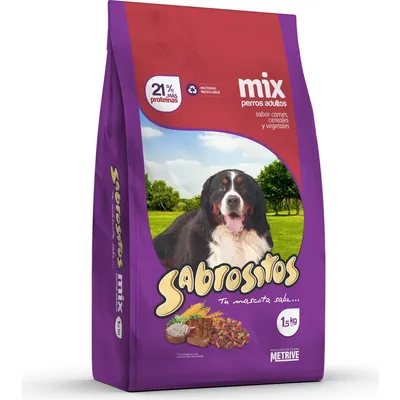 21%
MÁS
proteínas
MATERIAL
RECICLABLE
mix
perros adultos
sabor carnes,
cereales
y vegetales
Sabrositos
Tu mascota sabe...
1,5 kg
METRIVE
Sabrositos mix